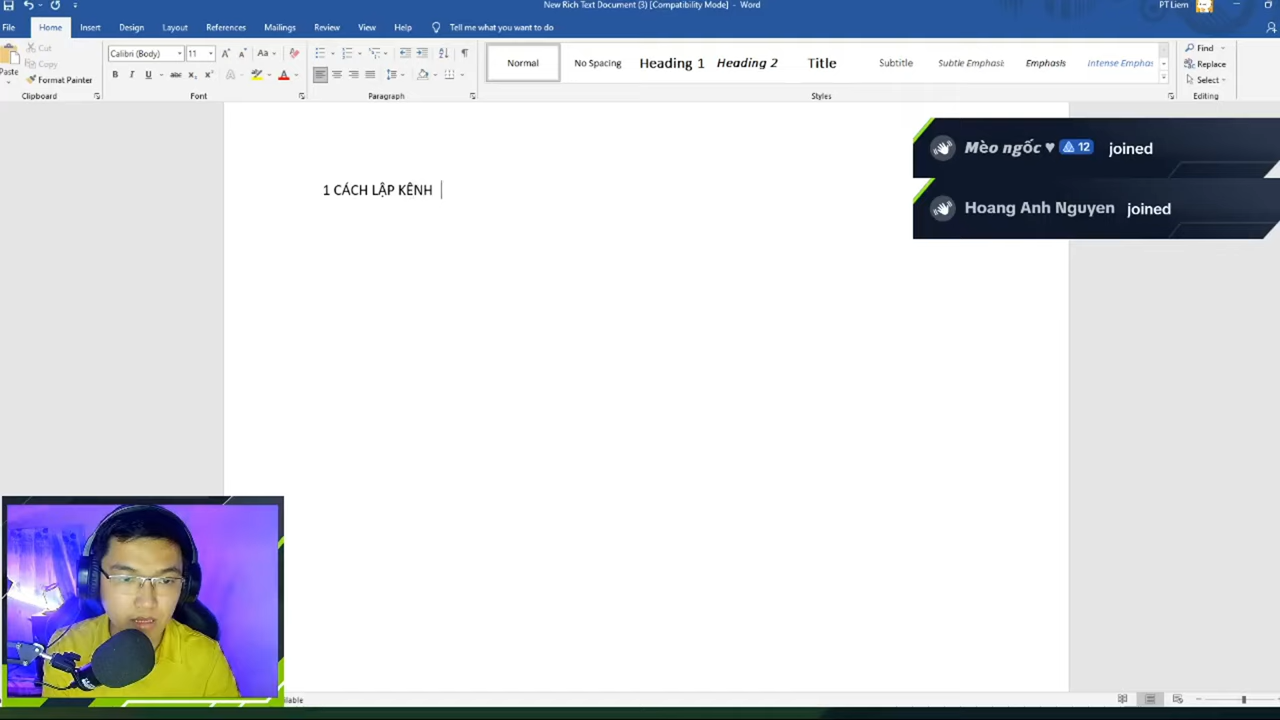 New Rich Text Document (3) [Compatibility Mode] - Word
PT Liem
File Home Insert Design Layout References Mailings Review View Help Tell me what you want to do
Cut
Copy
Paste
Format Painter
Clipboard
Calibri (Body) 11
Font
Paragraph
Normal
No Spacing
Heading 1
Heading 2
Title
Subtitle
Subtle Emphasis
Emphasis
Intense Emphas
Styles
Find
Replace
Select
Editing
1 CÁCH LẬP KÊNH
Mèo ngốc ♥ 12 joined
Hoang Anh Nguyen joined